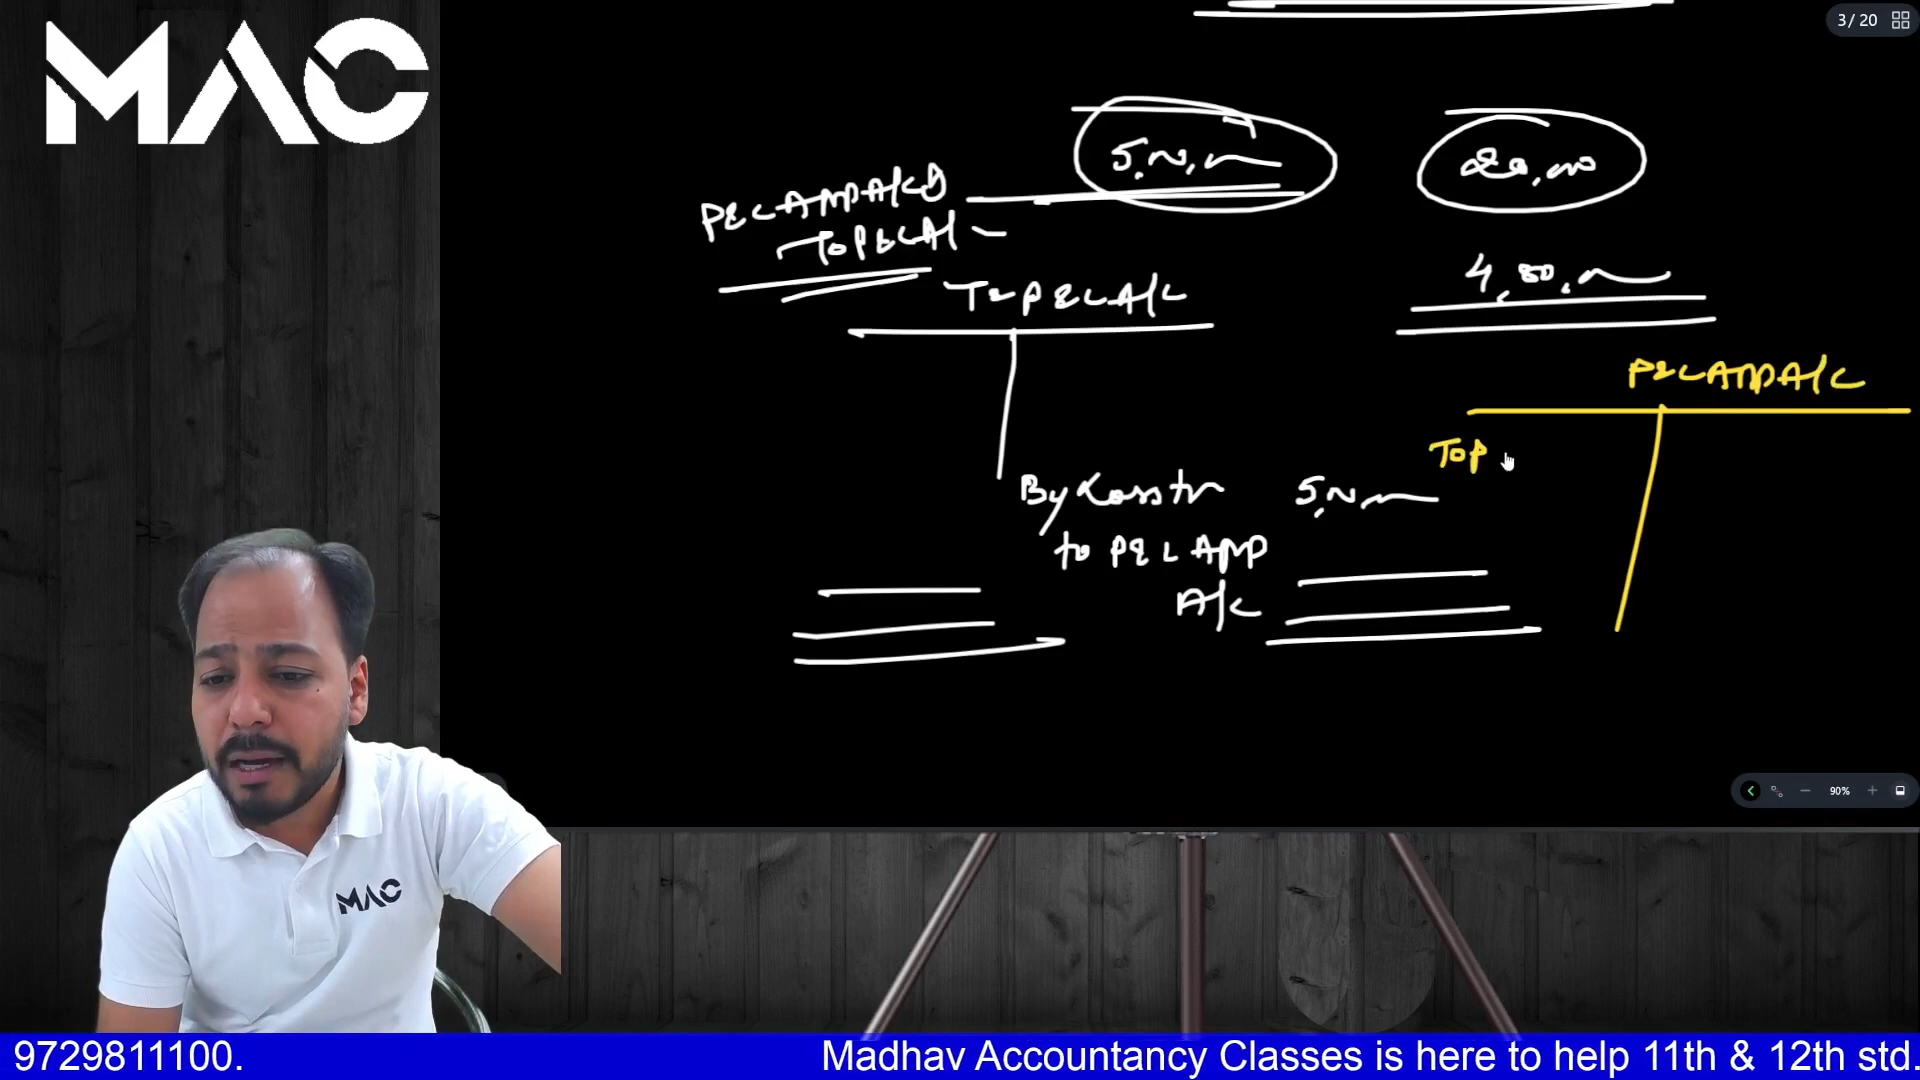 MAC
3/ 20
5,00,000
20,000
P&L APP A/C D
To P&L A/c
4,80,000
To P&L A/c
P&L APP A/C
To P
By Loss tr
5,00,000
to P&L APP
A/c
90%
MAC
9729811100.
Madhav Accountancy Classes is here to help 11th & 12th std.